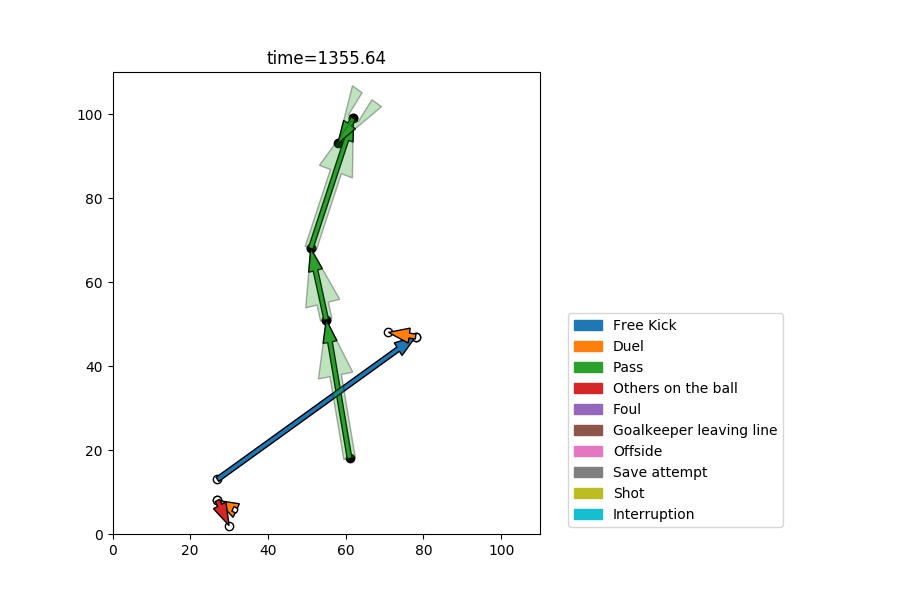 time=1355.64
100
80
60
40
20
0
0 20 40 60 80 100
Free Kick
Duel
Pass
Others on the ball
Foul
Goalkeeper leaving line
Offside
Save attempt
Shot
Interruption